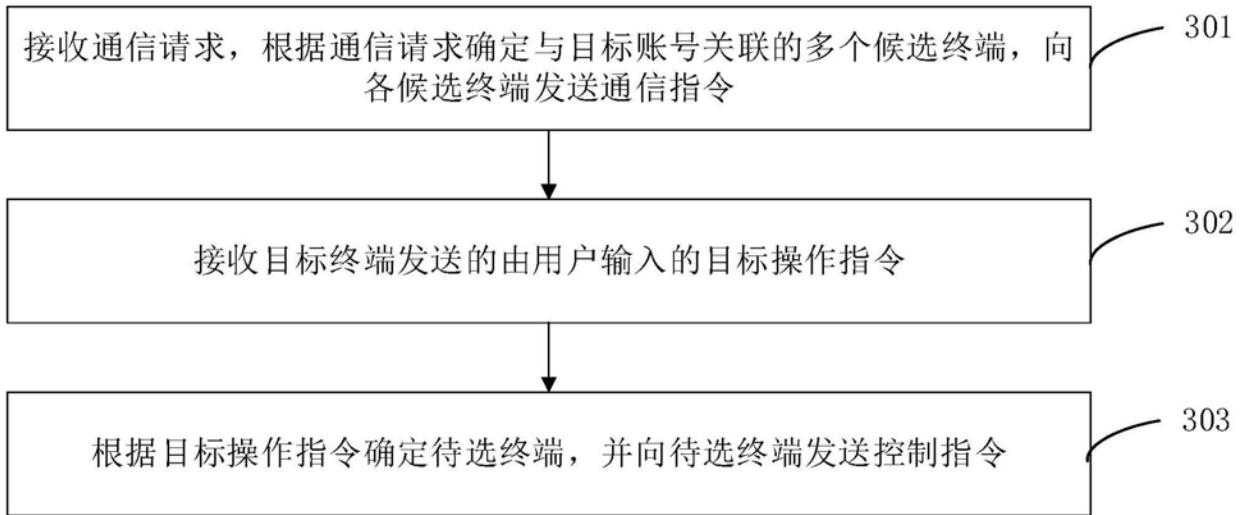 接收通信请求，根据通信请求确定与目标账号关联的多个候选终端，向
各候选终端发送通信指令
301
接收目标终端发送的由用户输入的目标操作指令
302
根据目标操作指令确定待选终端，并向待选终端发送控制指令
303